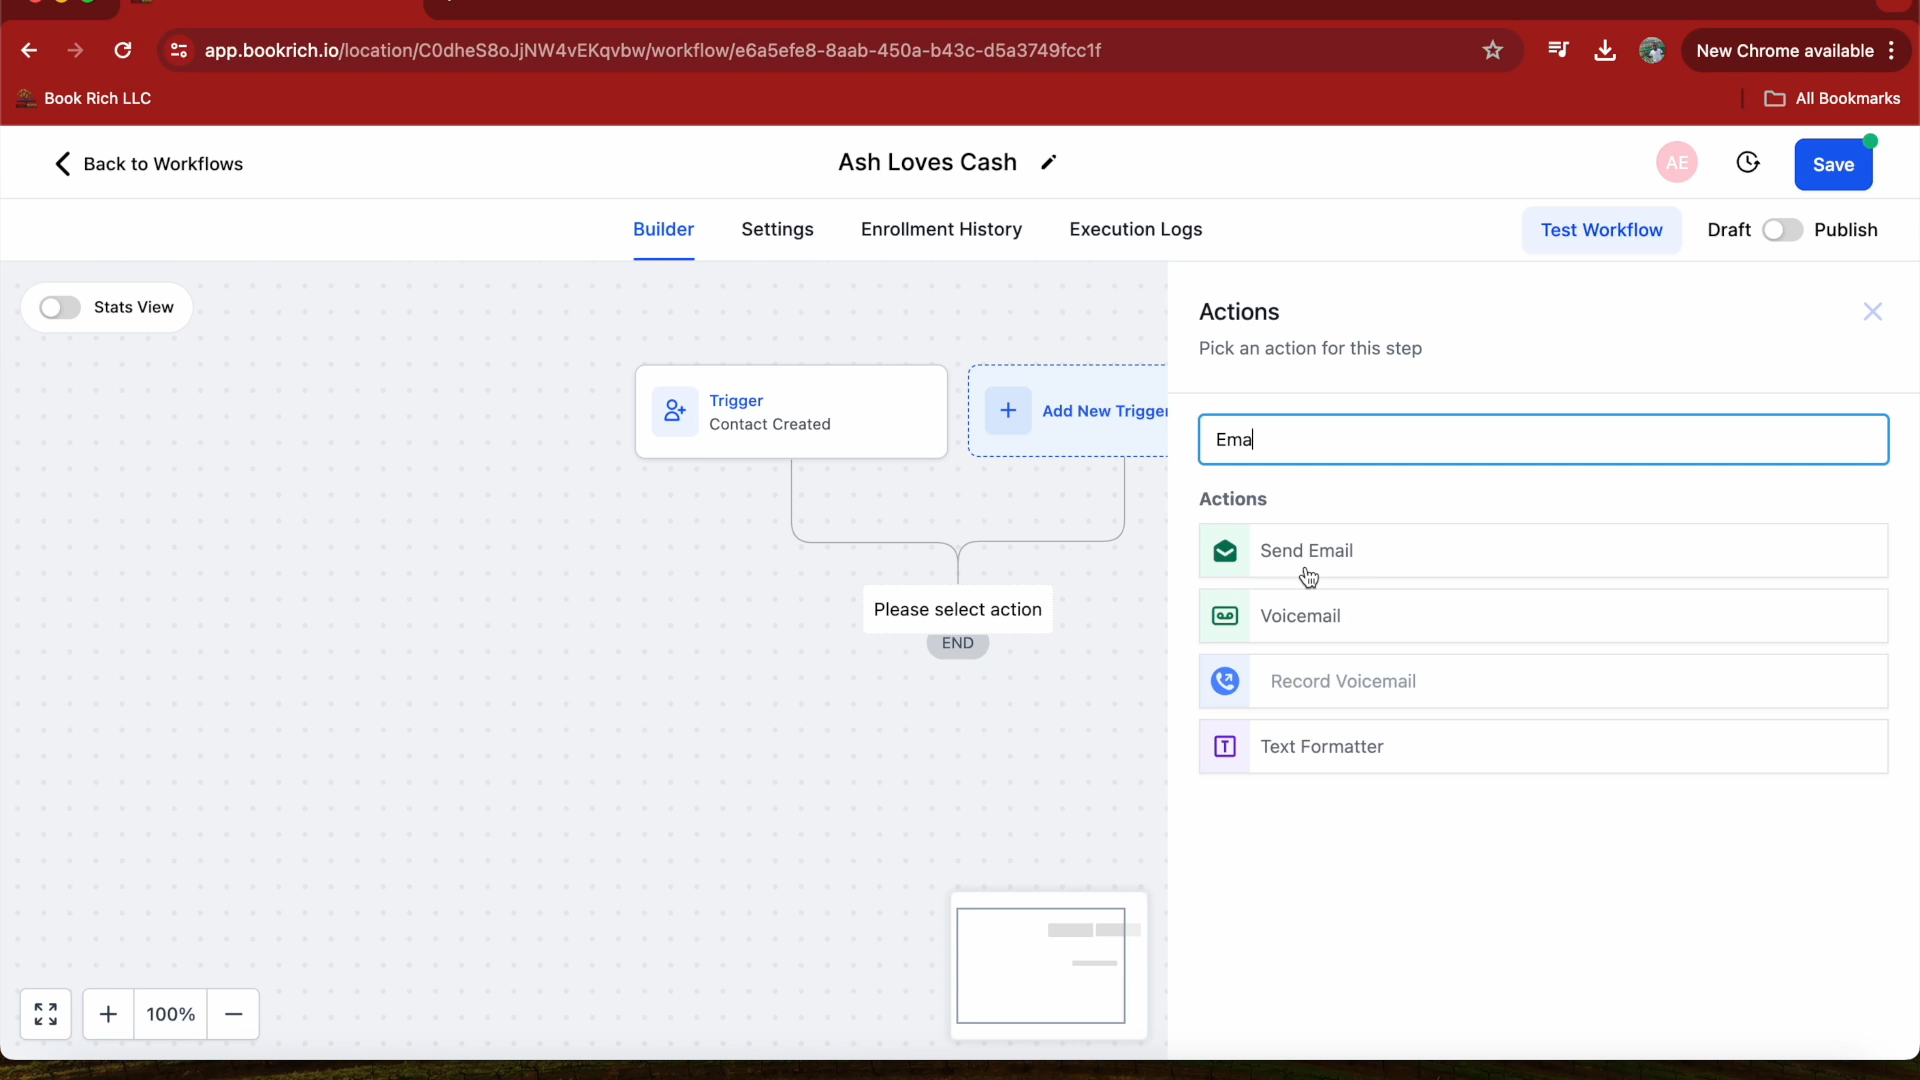 app.bookrich.io/location/C0dheS8oJjNW4vEKqvbw/workflow/e6a5efe8-8aab-450a-b43c-d5a3749fcc1f
New Chrome available
Book Rich LLC
All Bookmarks
Back to Workflows
Ash Loves Cash
AE
Save
Builder
Settings
Enrollment History
Execution Logs
Test Workflow
Draft
Publish
Stats View
Trigger
Contact Created
Add New Trigger
Please select action
END
100%
Actions
Pick an action for this step
Ema
Actions
Send Email
Voicemail
Record Voicemail
Text Formatter